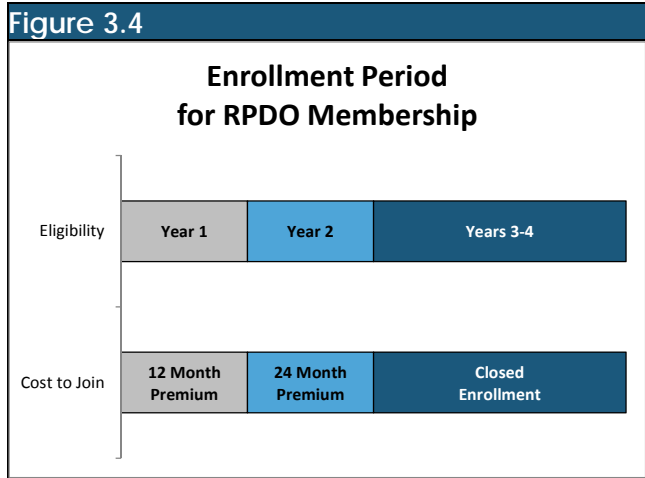 Figure 3.4
Enrollment Period
for RPDO Membership
Eligibility
Year 1
Year 2
Years 3-4
Cost to Join
12 Month
Premium
24 Month
Premium
Closed
Enrollment